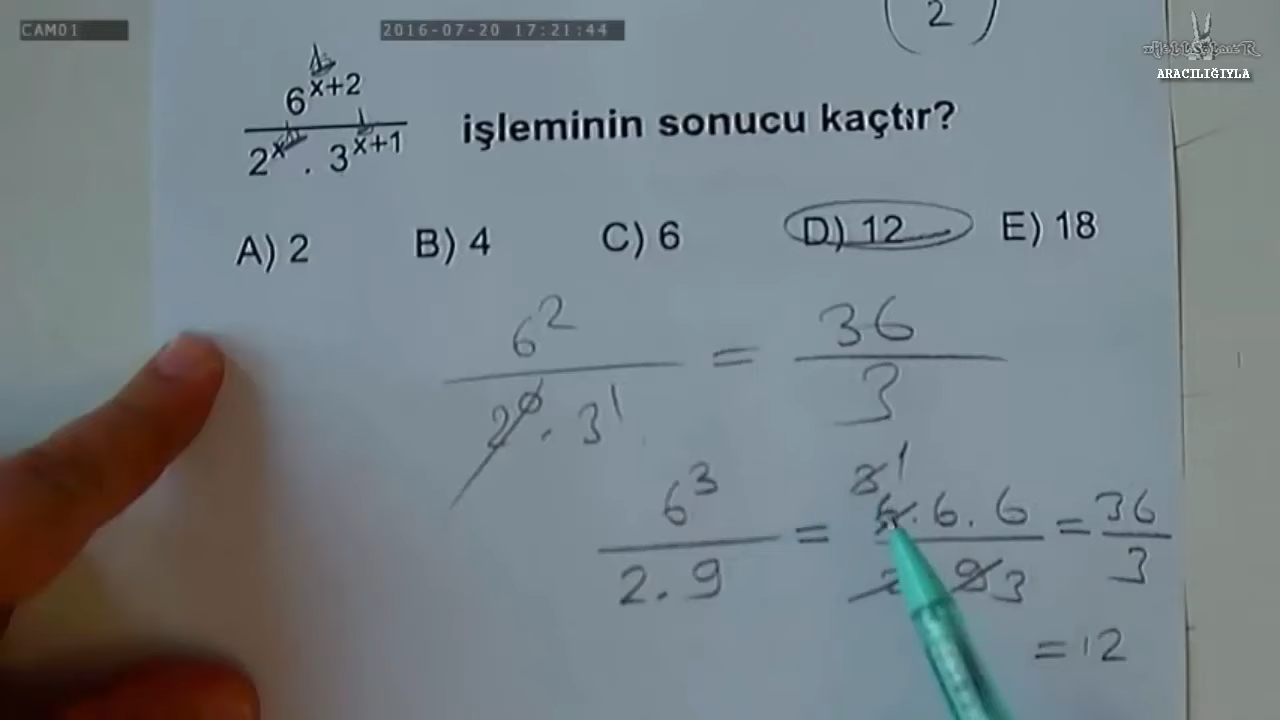 CAM01
2016-07-20 17:21:44
ARACILIĞIYLA
2
6^(x+2) / (2^x . 3^(x+1)) işleminin sonucu kaçtır?
A) 2 B) 4 C) 6 D) 12 E) 18
6^2 / (2^0 . 3^1) = 36 / 3
6^3 / (2 . 9) = 6 . 6 . 6 / (2 . 9) = 36 / 3
= 12